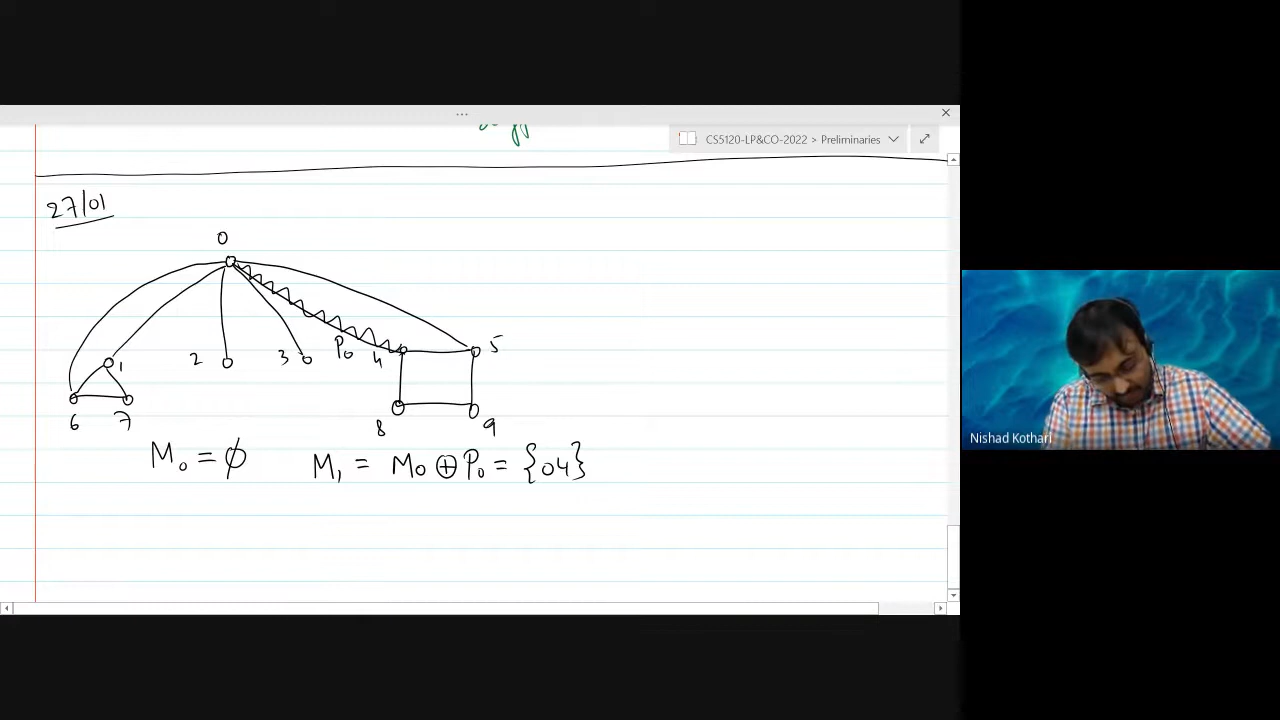 CS5120-LP&CO-2022 > Preliminaries
27/01
0
P₀
1 2 3 4 5
6 7 8 9
M₀ = ∅ M₁ = M₀ ⊕ P₀ = {04}
Nishad Kothari